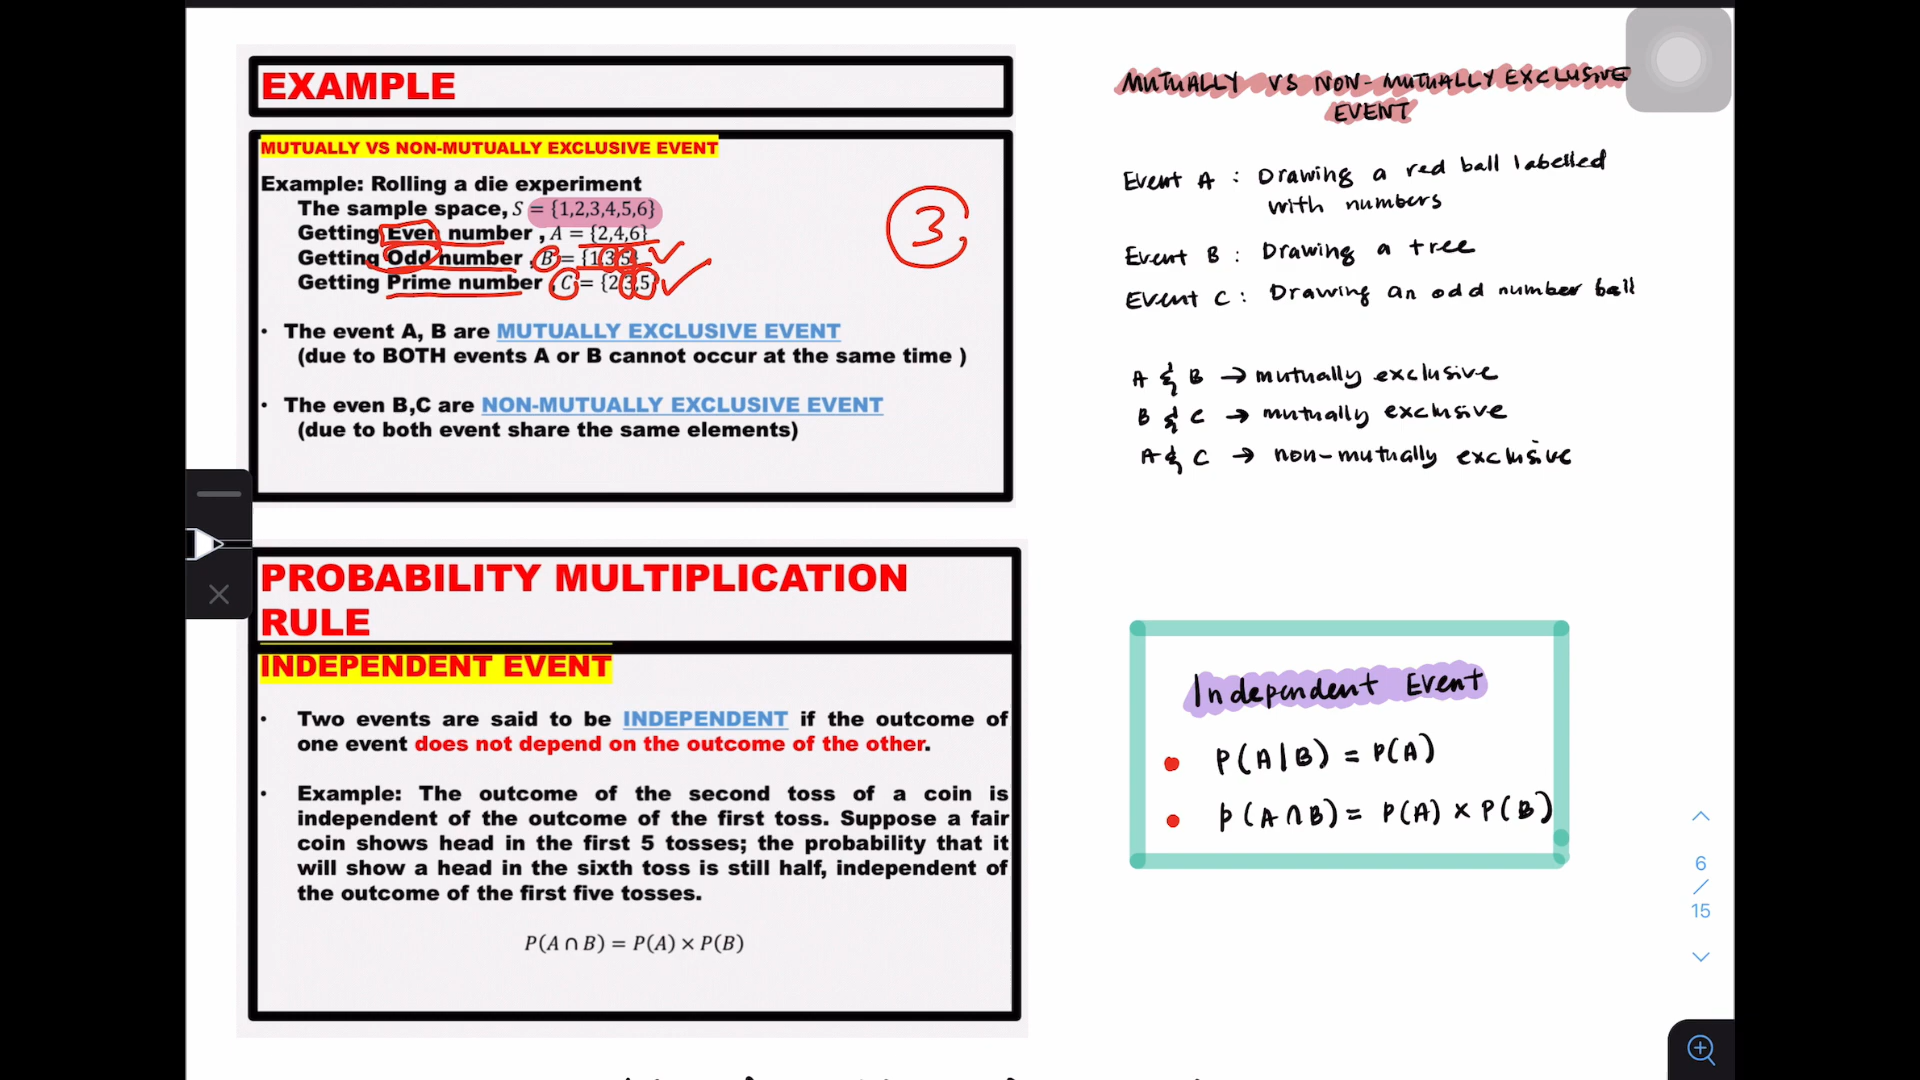 EXAMPLE
MUTUALLY VS NON-MUTUALLY EXCLUSIVE EVENT
Example: Rolling a die experiment
The sample space, S = {1,2,3,4,5,6}
Getting Even number , A = {2,4,6}
Getting Odd number , B = {1,3,5}
Getting Prime number , C = {2,3,5}
3
• The event A, B are MUTUALLY EXCLUSIVE EVENT
(due to BOTH events A or B cannot occur at the same time )
• The even B,C are NON-MUTUALLY EXCLUSIVE EVENT
(due to both event share the same elements)
PROBABILITY MULTIPLICATION
RULE
INDEPENDENT EVENT
• Two events are said to be INDEPENDENT if the outcome of
one event does not depend on the outcome of the other.
• Example: The outcome of the second toss of a coin is
independent of the outcome of the first toss. Suppose a fair
coin shows head in the first 5 tosses; the probability that it
will show a head in the sixth toss is still half, independent of
the outcome of the first five tosses.
P(A ∩ B) = P(A) × P(B)
MUTUALLY VS NON-MUTUALLY EXCLUSIVE
EVENT
Event A : Drawing a red ball labelled
with numbers
Event B : Drawing a tree
Event C : Drawing an odd number ball
A & B → mutually exclusive
B & C → mutually exclusive
A & C → non-mutually exclusive
Independent Event
• P(A|B) = P(A)
• P(A∩B) = P(A) × P(B)
6
/
15